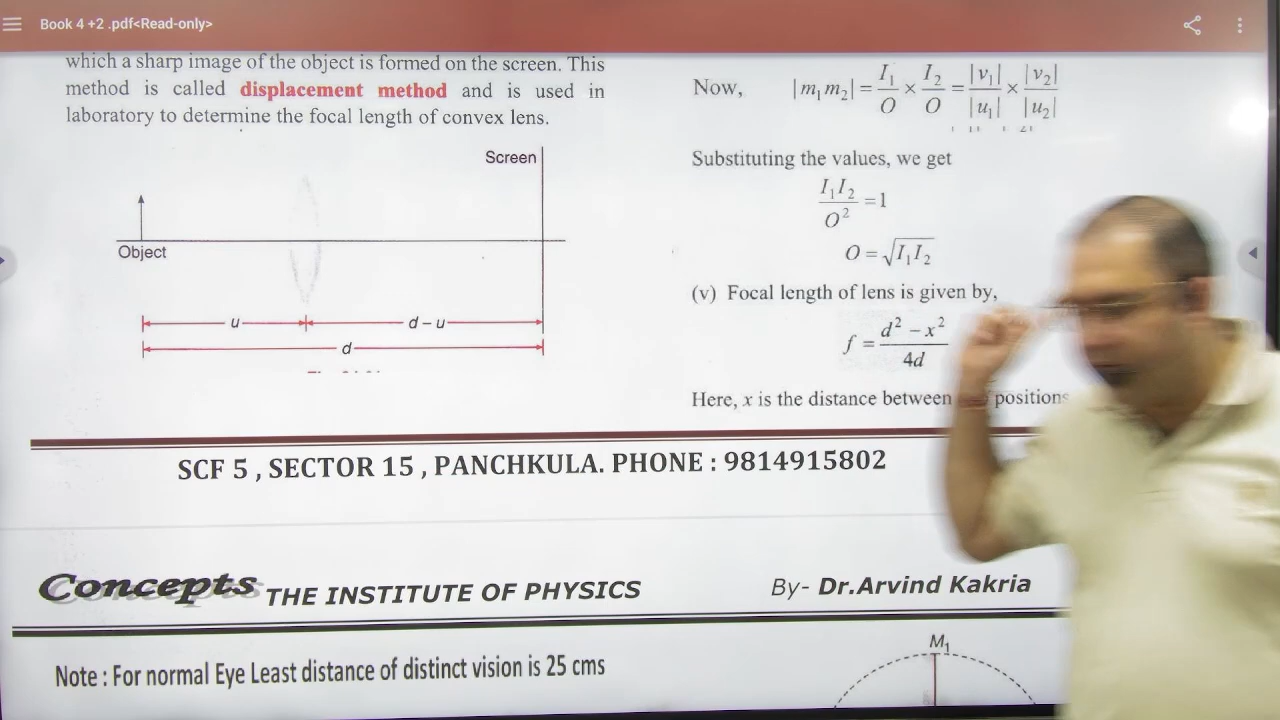 Book 4 +2 .pdf<Read-only>
which a sharp image of the object is formed on the screen. This
method is called displacement method and is used in
laboratory to determine the focal length of convex lens.
Screen
Object
u
d – u
d
Now, |m₁m₂| = I₁/O × I₂/O = |v₁|/|u₁| × |v₂|/|u₂|
Substituting the values, we get
I₁I₂/O² = 1
O = √I₁I₂
(v) Focal length of lens is given by,
f = d² – x²/4d
Here, x is the distance between positions
SCF 5 , SECTOR 15 , PANCHKULA. PHONE : 9814915802
Concepts THE INSTITUTE OF PHYSICS
By- Dr.Arvind Kakria
Note : For normal Eye Least distance of distinct vision is 25 cms
M₁